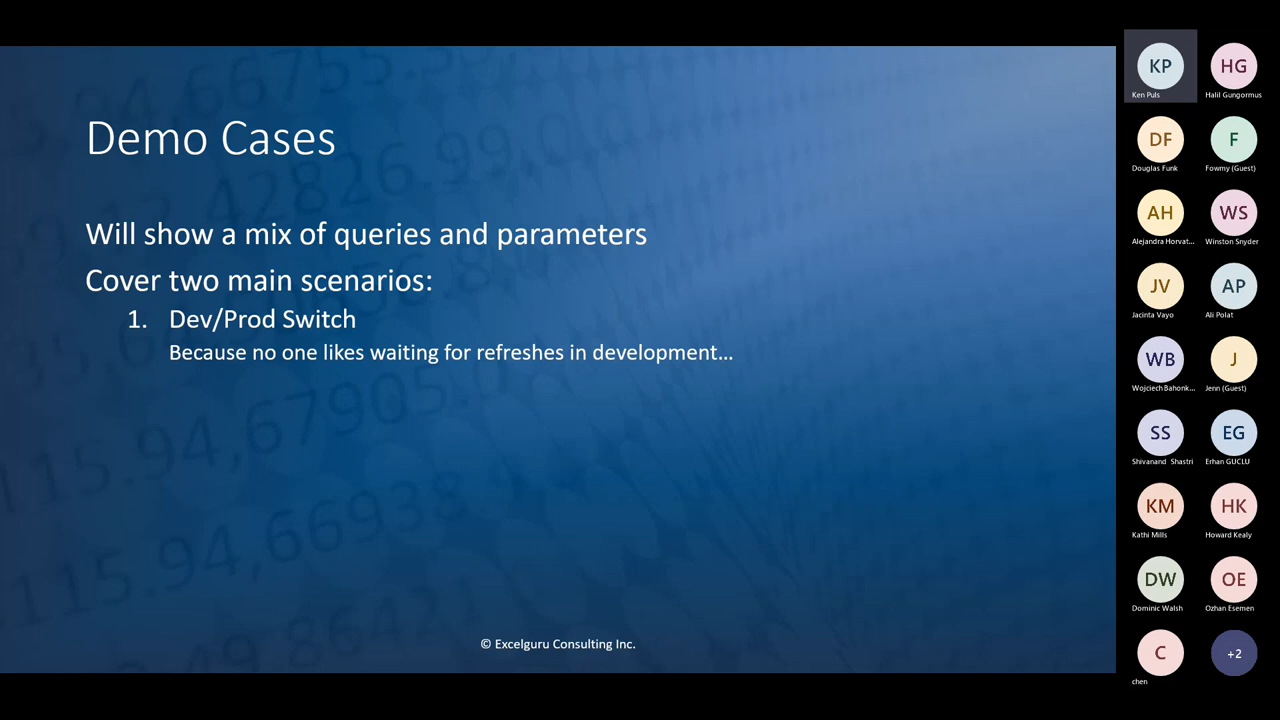 Demo Cases
Will show a mix of queries and parameters
Cover two main scenarios:
1. Dev/Prod Switch
Because no one likes waiting for refreshes in development...
© Excelguru Consulting Inc.
KP
Ken Puls
HG
Halil Gungormus
DF
Douglas Funk
F
Fowmy (Guest)
AH
Alejandra Horvat...
WS
Winston Snyder
JV
Jacinta Vayo
AP
Ali Polat
WB
Wojciech Bahonk...
J
Jenn (Guest)
SS
Shivanand Shastri
EG
Erhan GUCLU
KM
Kathi Mills
HK
Howard Kealy
DW
Dominic Walsh
OE
Ozhan Esemen
C
chen
+2